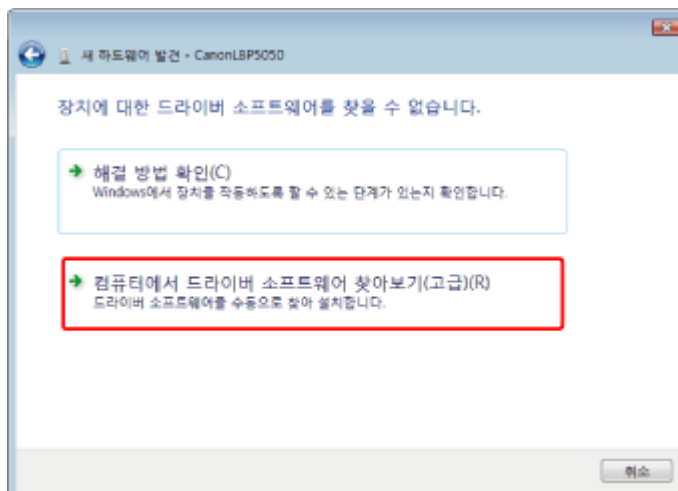 새 하드웨어 발견 - CanonLBP5050
장치에 대한 드라이버 소프트웨어를 찾을 수 없습니다.
해결 방법 확인(C)
Windows에서 장치를 작동하도록 할 수 있는 단계가 있는지 확인합니다.
컴퓨터에서 드라이버 소프트웨어 찾아보기(고급)(R)
드라이버 소프트웨어를 수동으로 찾아 설치합니다.
취소